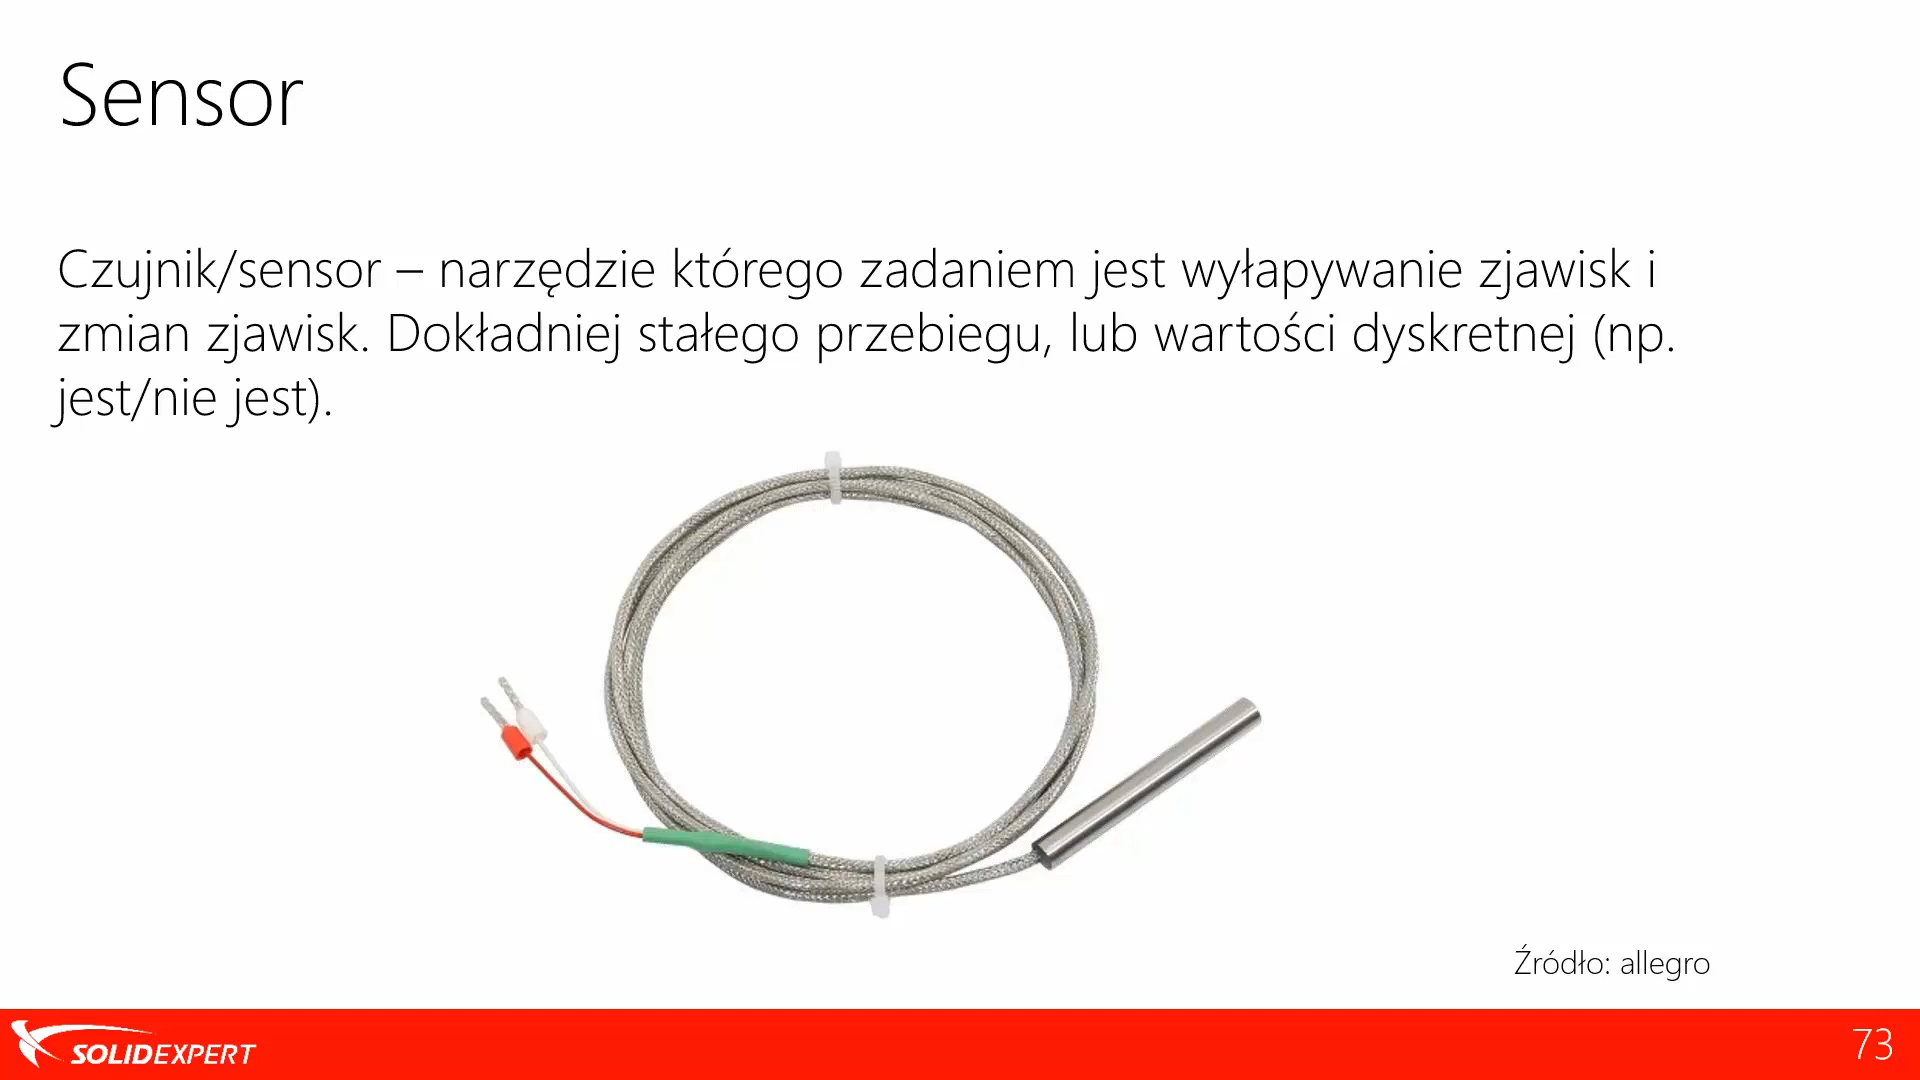 Sensor
Czujnik/sensor – narzędzie którego zadaniem jest wyłapywanie zjawisk i
zmian zjawisk. Dokładniej stałego przebiegu, lub wartości dyskretnej (np.
jest/nie jest).
Źródło: allegro
SOLIDEXPERT
73